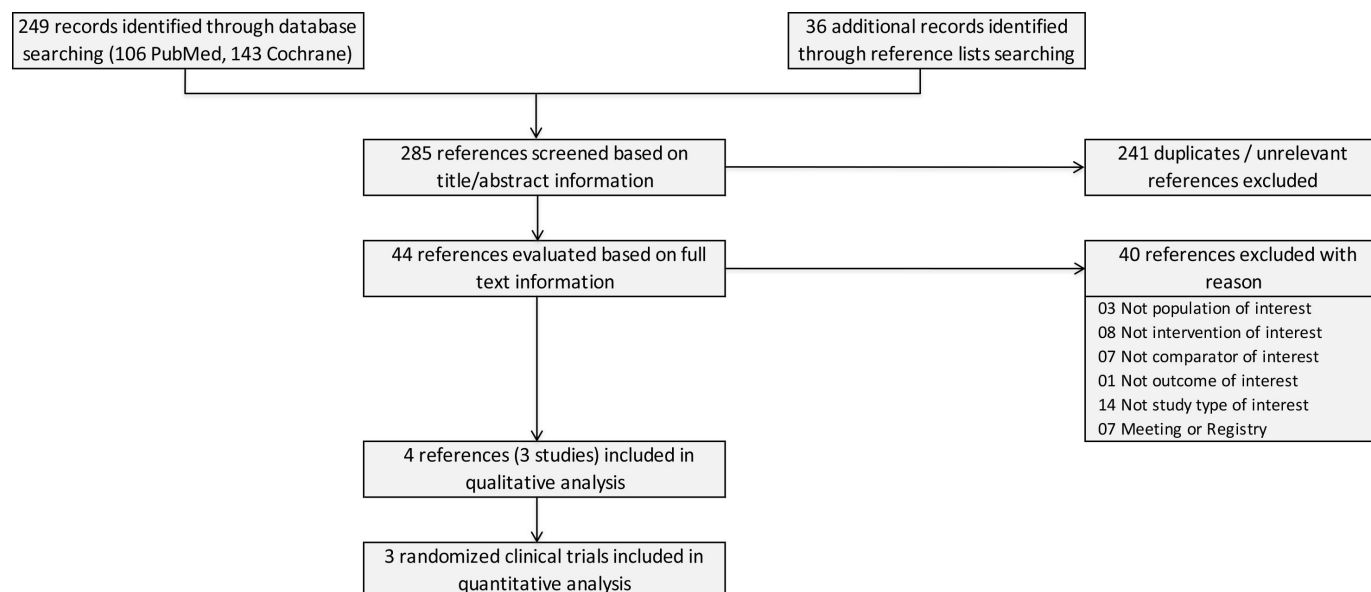 249 records identified through database
searching (106 PubMed, 143 Cochrane)
36 additional records identified
through reference lists searching
285 references screened based on
title/abstract information
241 duplicates / unrelevant
references excluded
44 references evaluated based on full
text information
40 references excluded with
reason
03 Not population of interest
08 Not intervention of interest
07 Not comparator of interest
01 Not outcome of interest
14 Not study type of interest
07 Meeting or Registry
4 references (3 studies) included in
qualitative analysis
3 randomized clinical trials included in
quantitative analysis